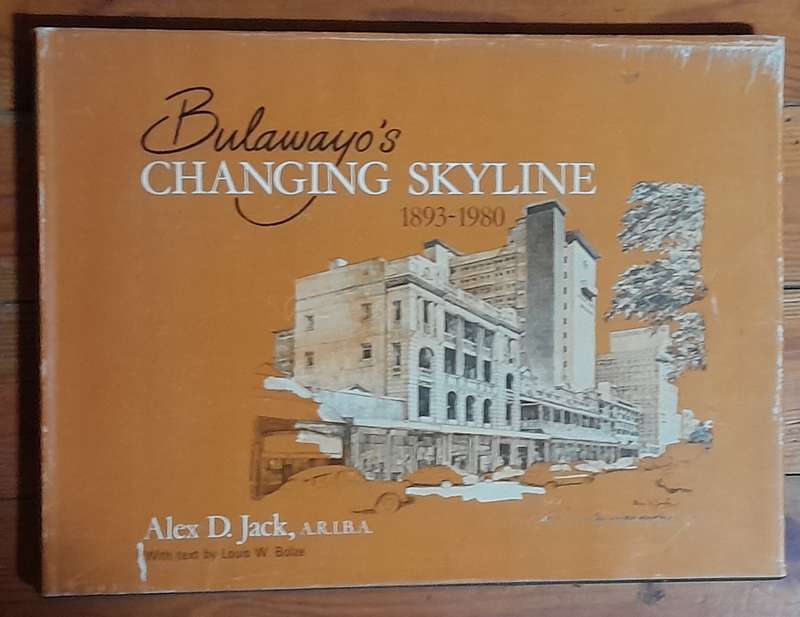 Bulawayo's
CHANGING SKYLINE
1893-1980
Alex D. Jack, A.R.I.B.A.
With text by Louis W. Bolze